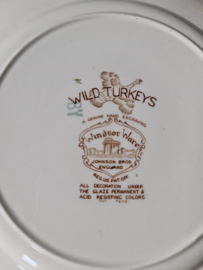 WILD TURKEYS
A GENUINE HAND ENGRAVING
Windsor Ware
JOHNSON BROS
ENGLAND
REG. US. PAT. OFF.
ALL DECORATION UNDER
THE GLAZE PERMANENT &
ACID RESISTING COLORS